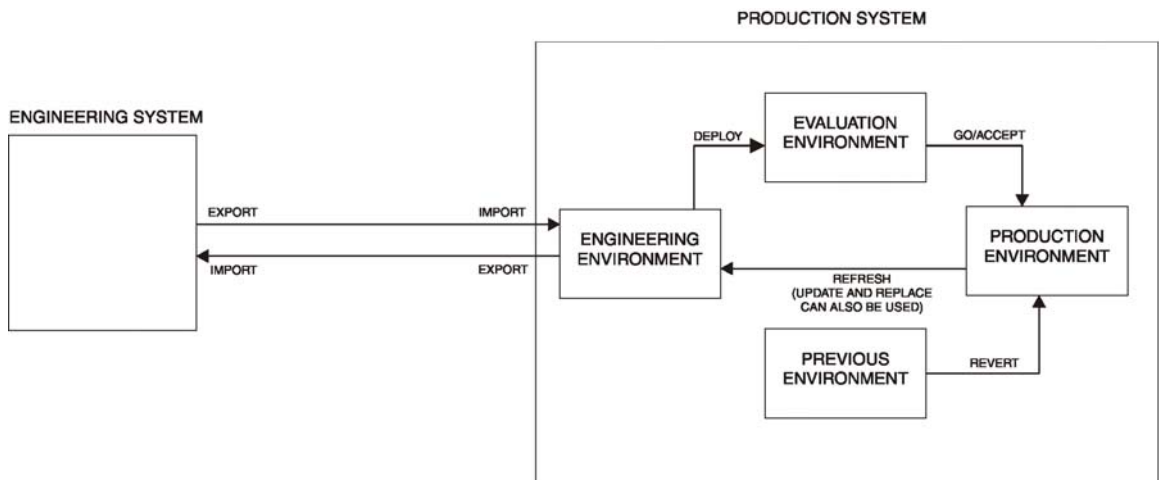 PRODUCTION SYSTEM
ENGINEERING SYSTEM
EVALUATION
ENVIRONMENT
DEPLOY
GO/ACCEPT
EXPORT
IMPORT
ENGINEERING
ENVIRONMENT
PRODUCTION
ENVIRONMENT
IMPORT
EXPORT
REFRESH
(UPDATE AND REPLACE
CAN ALSO BE USED)
PREVIOUS
ENVIRONMENT
REVERT